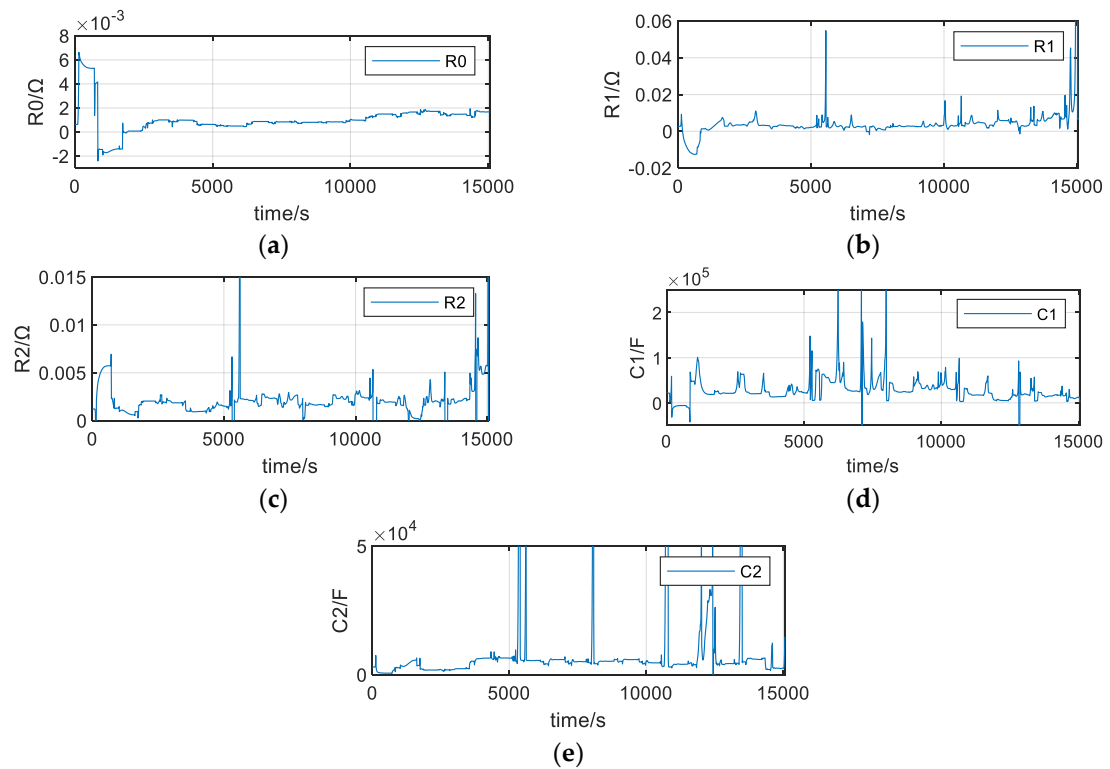 ×10⁻³
8
6
4
2
0
-2
R0/Ω
R0
0 5000 10000 15000
time/s
(a)
0.06
0.04
0.02
0
-0.02
R1/Ω
R1
0 5000 10000 15000
time/s
(b)
0.015
0.01
0.005
0
R2/Ω
R2
0 5000 10000 15000
time/s
(c)
×10⁵
2
1
0
C1/F
C1
0 5000 10000 15000
time/s
(d)
×10⁴
5
0
C2/F
C2
0 5000 10000 15000
time/s
(e)